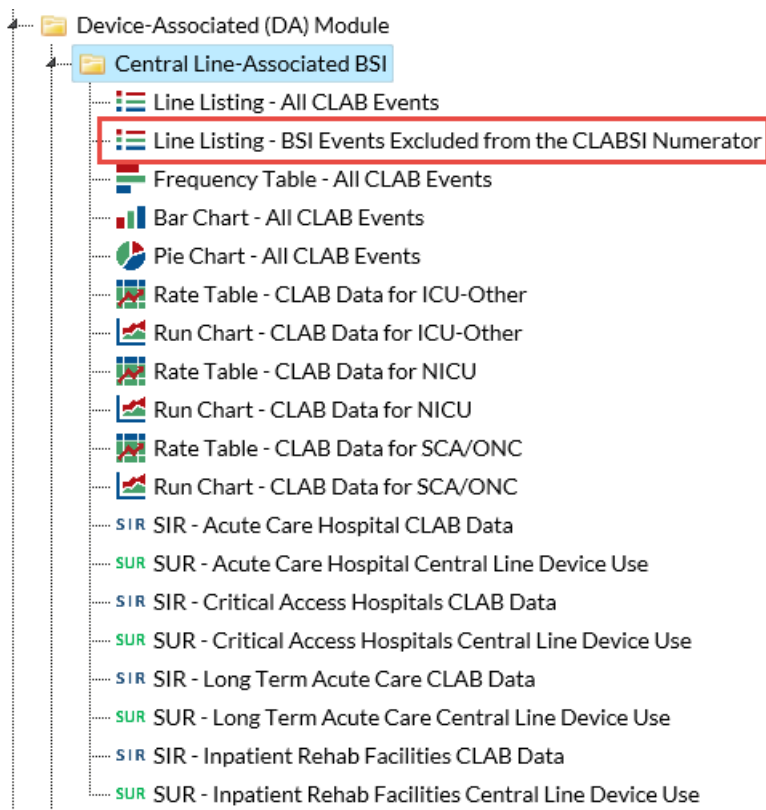 Device-Associated (DA) Module
Central Line-Associated BSI
Line Listing - All CLAB Events
Line Listing - BSI Events Excluded from the CLABSI Numerator
Frequency Table - All CLAB Events
Bar Chart - All CLAB Events
Pie Chart - All CLAB Events
Rate Table - CLAB Data for ICU-Other
Run Chart - CLAB Data for ICU-Other
Rate Table - CLAB Data for NICU
Run Chart - CLAB Data for NICU
Rate Table - CLAB Data for SCA/ONC
Run Chart - CLAB Data for SCA/ONC
SIR SIR - Acute Care Hospital CLAB Data
SUR SUR - Acute Care Hospital Central Line Device Use
SIR SIR - Critical Access Hospitals CLAB Data
SUR SUR - Critical Access Hospitals Central Line Device Use
SIR SIR - Long Term Acute Care CLAB Data
SUR SUR - Long Term Acute Care Central Line Device Use
SIR SIR - Inpatient Rehab Facilities CLAB Data
SUR SUR - Inpatient Rehab Facilities Central Line Device Use